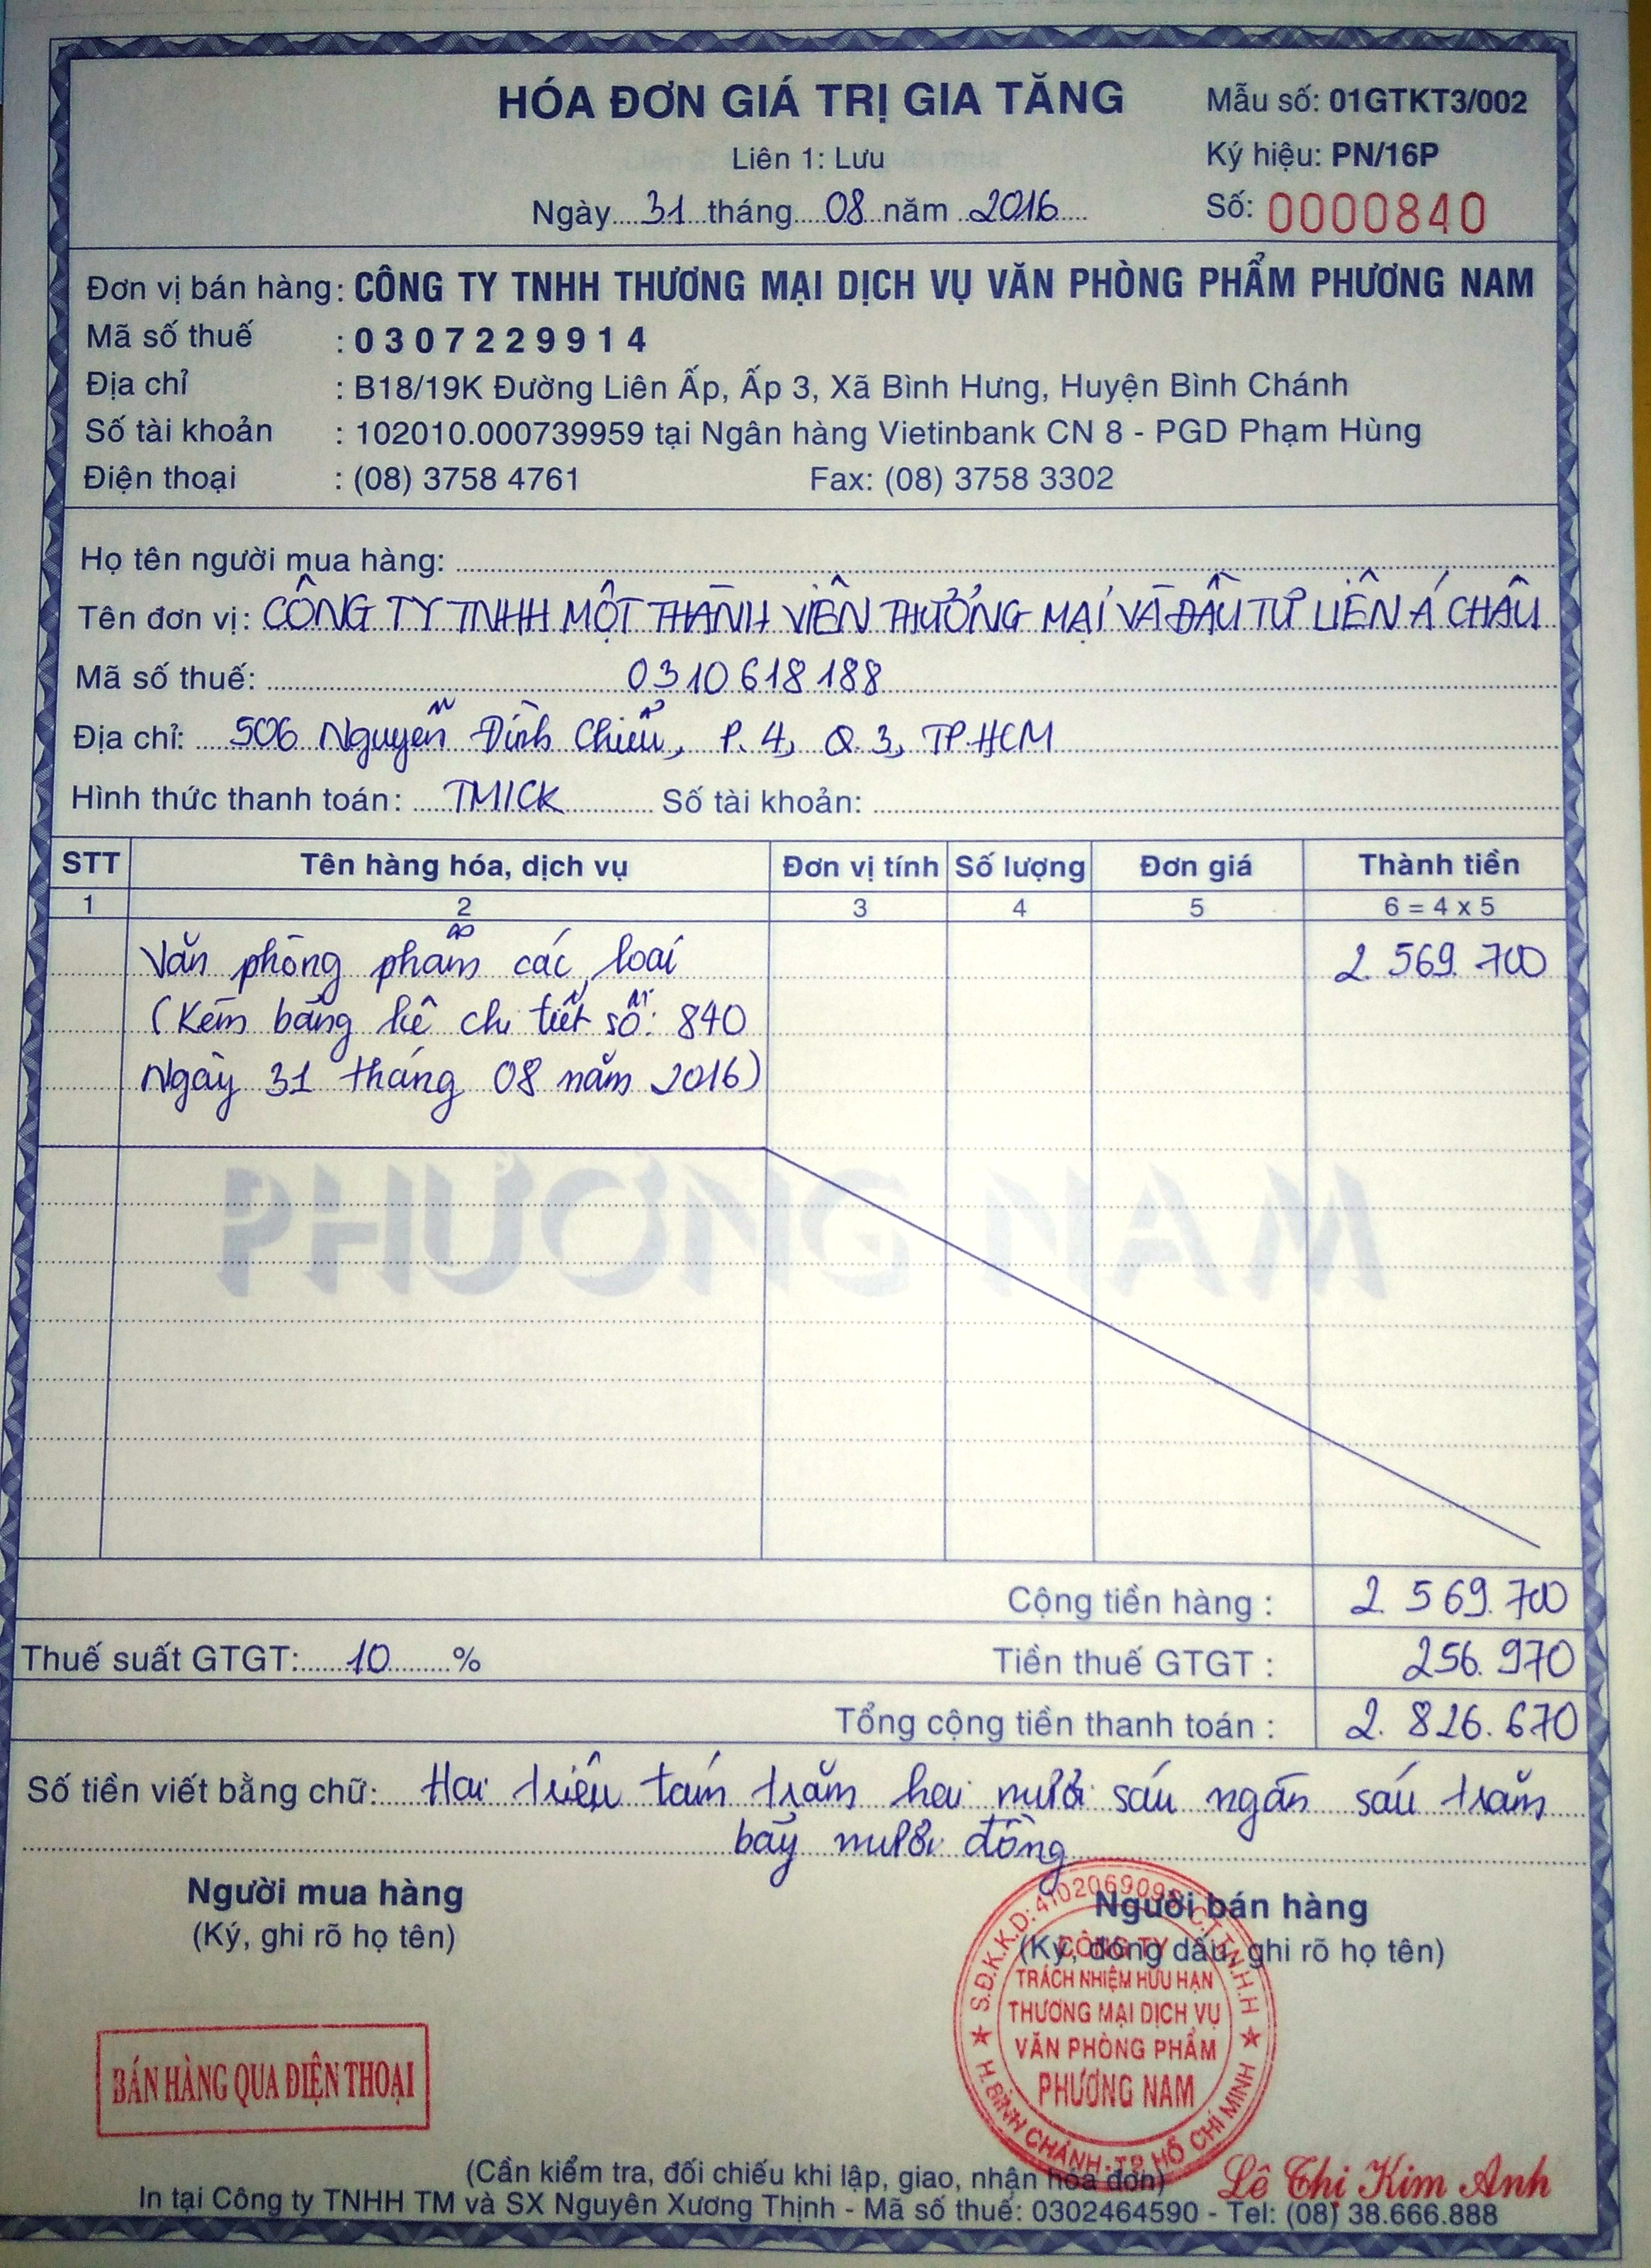 HÓA ĐƠN GIÁ TRỊ GIA TĂNG
Mẫu số: 01GTKT3/002
Liên 1: Lưu
Ký hiệu: PN/16P
Ngày....31...tháng....08...năm ..2016....
Số: 0000840
Đơn vị bán hàng: CÔNG TY TNHH THƯƠNG MẠI DỊCH VỤ VĂN PHÒNG PHẨM PHƯƠNG NAM
Mã số thuế : 0307229914
Địa chỉ : B18/19K Đường Liên Ấp, Ấp 3, Xã Bình Hưng, Huyện Bình Chánh
Số tài khoản : 102010.000739959 tại Ngân hàng Vietinbank CN 8 - PGD Phạm Hùng
Điện thoại : (08) 3758 4761 Fax: (08) 3758 3302
Họ tên người mua hàng:
Tên đơn vị: CÔNG TY TNHH MỘT THÀNH VIÊN THƯƠNG MẠI VÀ ĐẦU TƯ LIÊN Á CHÂU
Mã số thuế: 0310618188
Địa chỉ: 506 Nguyễn Đình Chiểu, P. 4, Q. 3, TP.HCM
Hình thức thanh toán: TM/CK Số tài khoản:
STT Tên hàng hóa, dịch vụ Đơn vị tính Số lượng Đơn giá Thành tiền
1 2 3 4 5 6 = 4 x 5
Văn phòng phẩm các loại 2.569.700
(Kèm bảng kê chi tiết số: 840
Ngày 31 tháng 08 năm 2016)
PHƯƠNG NAM
Cộng tiền hàng : 2.569.700
Thuế suất GTGT: 10 % Tiền thuế GTGT : 256.970
Tổng cộng tiền thanh toán : 2.826.670
Số tiền viết bằng chữ: Hai triệu tám trăm hai mươi sáu ngàn sáu trăm
bảy mươi đồng
Người mua hàng
(Ký, ghi rõ họ tên)
Người bán hàng
(Ký, đóng dấu, ghi rõ họ tên)
S.Đ.K.K.D: 410206909 C.T.T.N.H.H
CÔNG TY
TRÁCH NHIỆM HỮU HẠN
THƯƠNG MẠI DỊCH VỤ
VĂN PHÒNG PHẨM
PHƯƠNG NAM
H.BÌNH CHÁNH-TP HỒ CHÍ MINH
BÁN HÀNG QUA ĐIỆN THOẠI
(Cần kiểm tra, đối chiếu khi lập, giao, nhận hóa đơn)
Lê Thị Kim Anh
In tại Công ty TNHH TM và SX Nguyên Xương Thịnh - Mã số thuế: 0302464590 - Tel: (08) 38.666.888